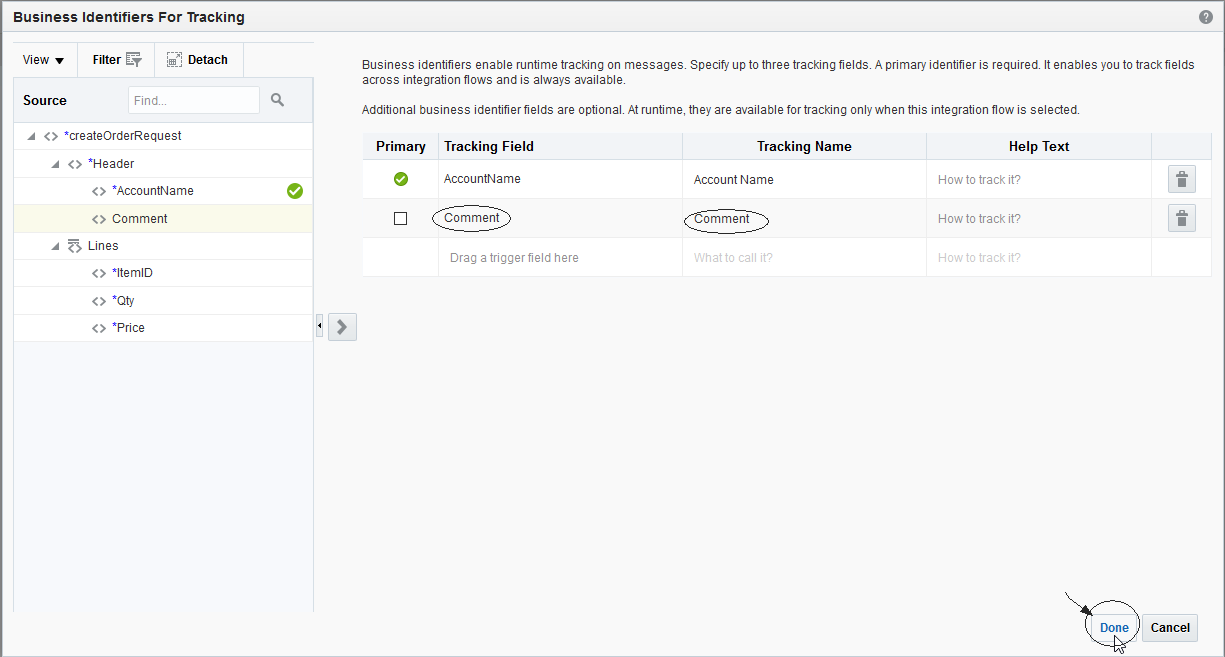 Business Identifiers For Tracking
?
View
Filter
Detach
Source
Find...
*createOrderRequest
*Header
*AccountName
Comment
Lines
*ItemID
*Qty
*Price
Business identifiers enable runtime tracking on messages. Specify up to three tracking fields. A primary identifier is required. It enables you to track fields
across integration flows and is always available.
Additional business identifier fields are optional. At runtime, they are available for tracking only when this integration flow is selected.
Primary Tracking Field Tracking Name Help Text
AccountName Account Name How to track it?
Comment Comment How to track it?
Drag a trigger field here What to call it? How to track it?
Done Cancel